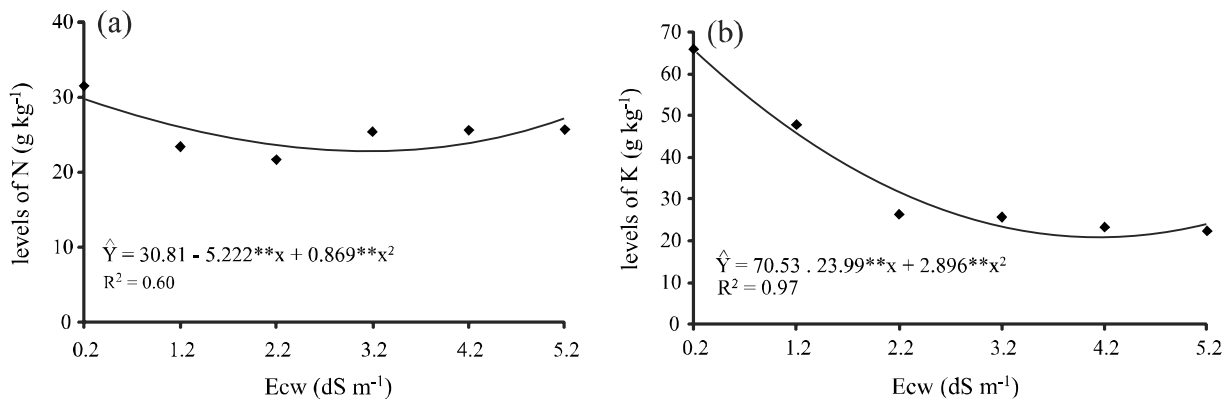 (a)
40
30
20
10
0
levels of N (g kg⁻¹)
Ŷ = 30.81 - 5.222**x + 0.869**x²
R² = 0.60
0.2 1.2 2.2 3.2 4.2 5.2
Ecw (dS m⁻¹)
(b)
70
60
50
40
30
20
10
0
levels of K (g kg⁻¹)
Ŷ = 70.53 . 23.99**x + 2.896**x²
R² = 0.97
0.2 1.2 2.2 3.2 4.2 5.2
Ecw (dS m⁻¹)